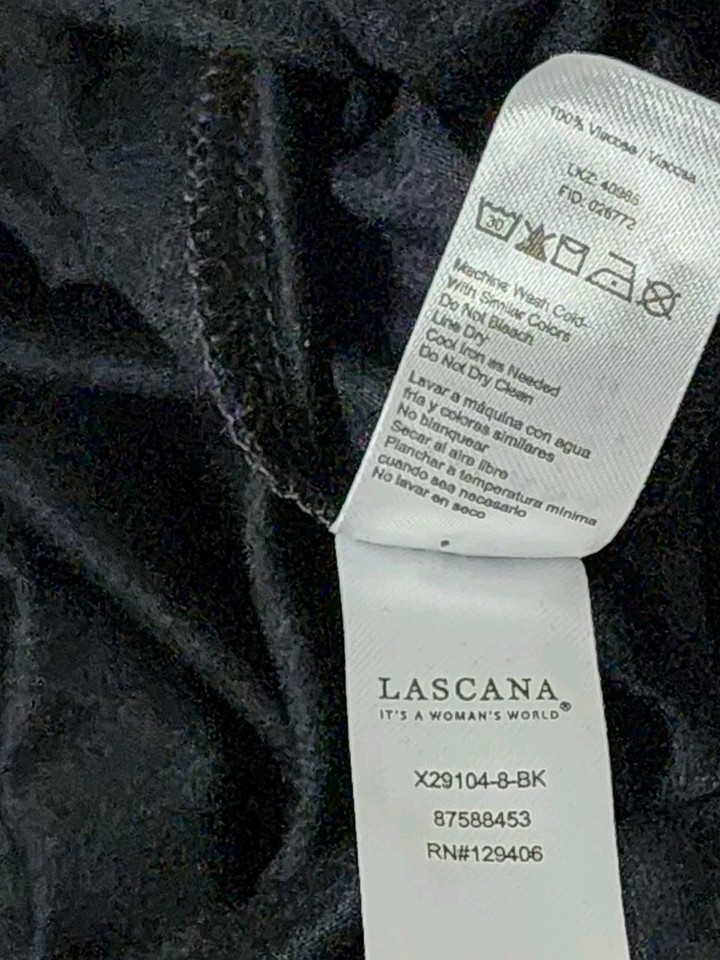 100% Viscose / Viscosa
LKZ: 40985
FID: 026772
30
Machine Wash Cold-
With Similar Colors
Do Not Bleach
Line Dry
Cool Iron as Needed
Do Not Dry Clean
Lavar a máquina con agua
fría y coloras similares
No blanquear
Secar al aire libre
Planchar a temperatura mínima
cuando sea necesario
No lavar en seco
LASCANA®
IT'S A WOMAN'S WORLD
X29104-8-BK
87588453
RN#129406